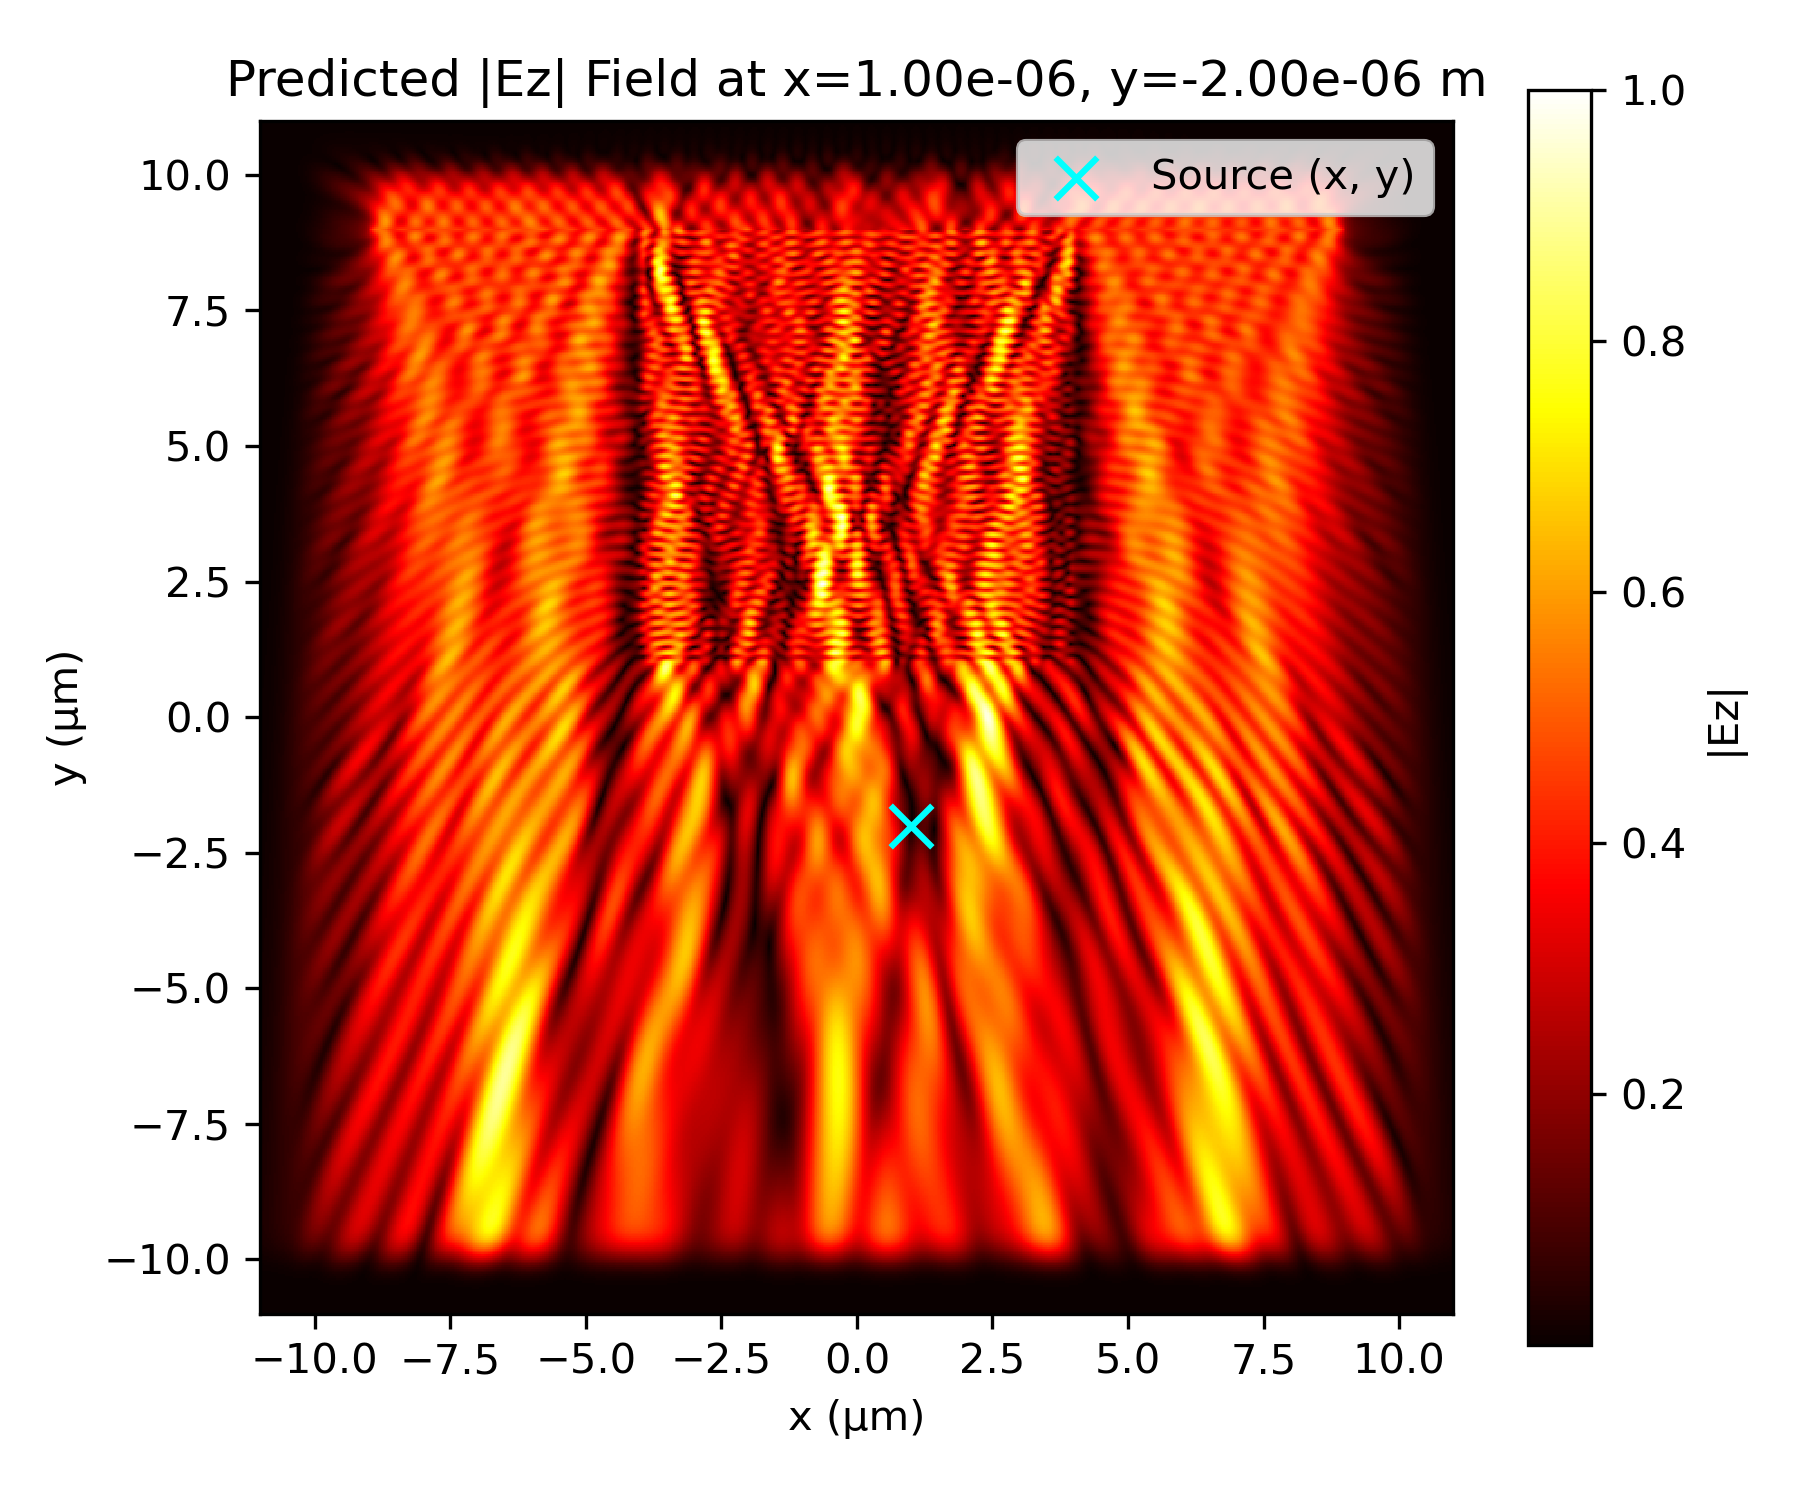 Predicted |Ez| Field at x=1.00e-06, y=-2.00e-06 m
Source (x, y)
10.0
7.5
5.0
2.5
0.0
−2.5
−5.0
−7.5
−10.0
y (μm)
−10.0 −7.5 −5.0 −2.5 0.0 2.5 5.0 7.5 10.0
x (μm)
1.0
0.8
0.6
0.4
0.2
|Ez|